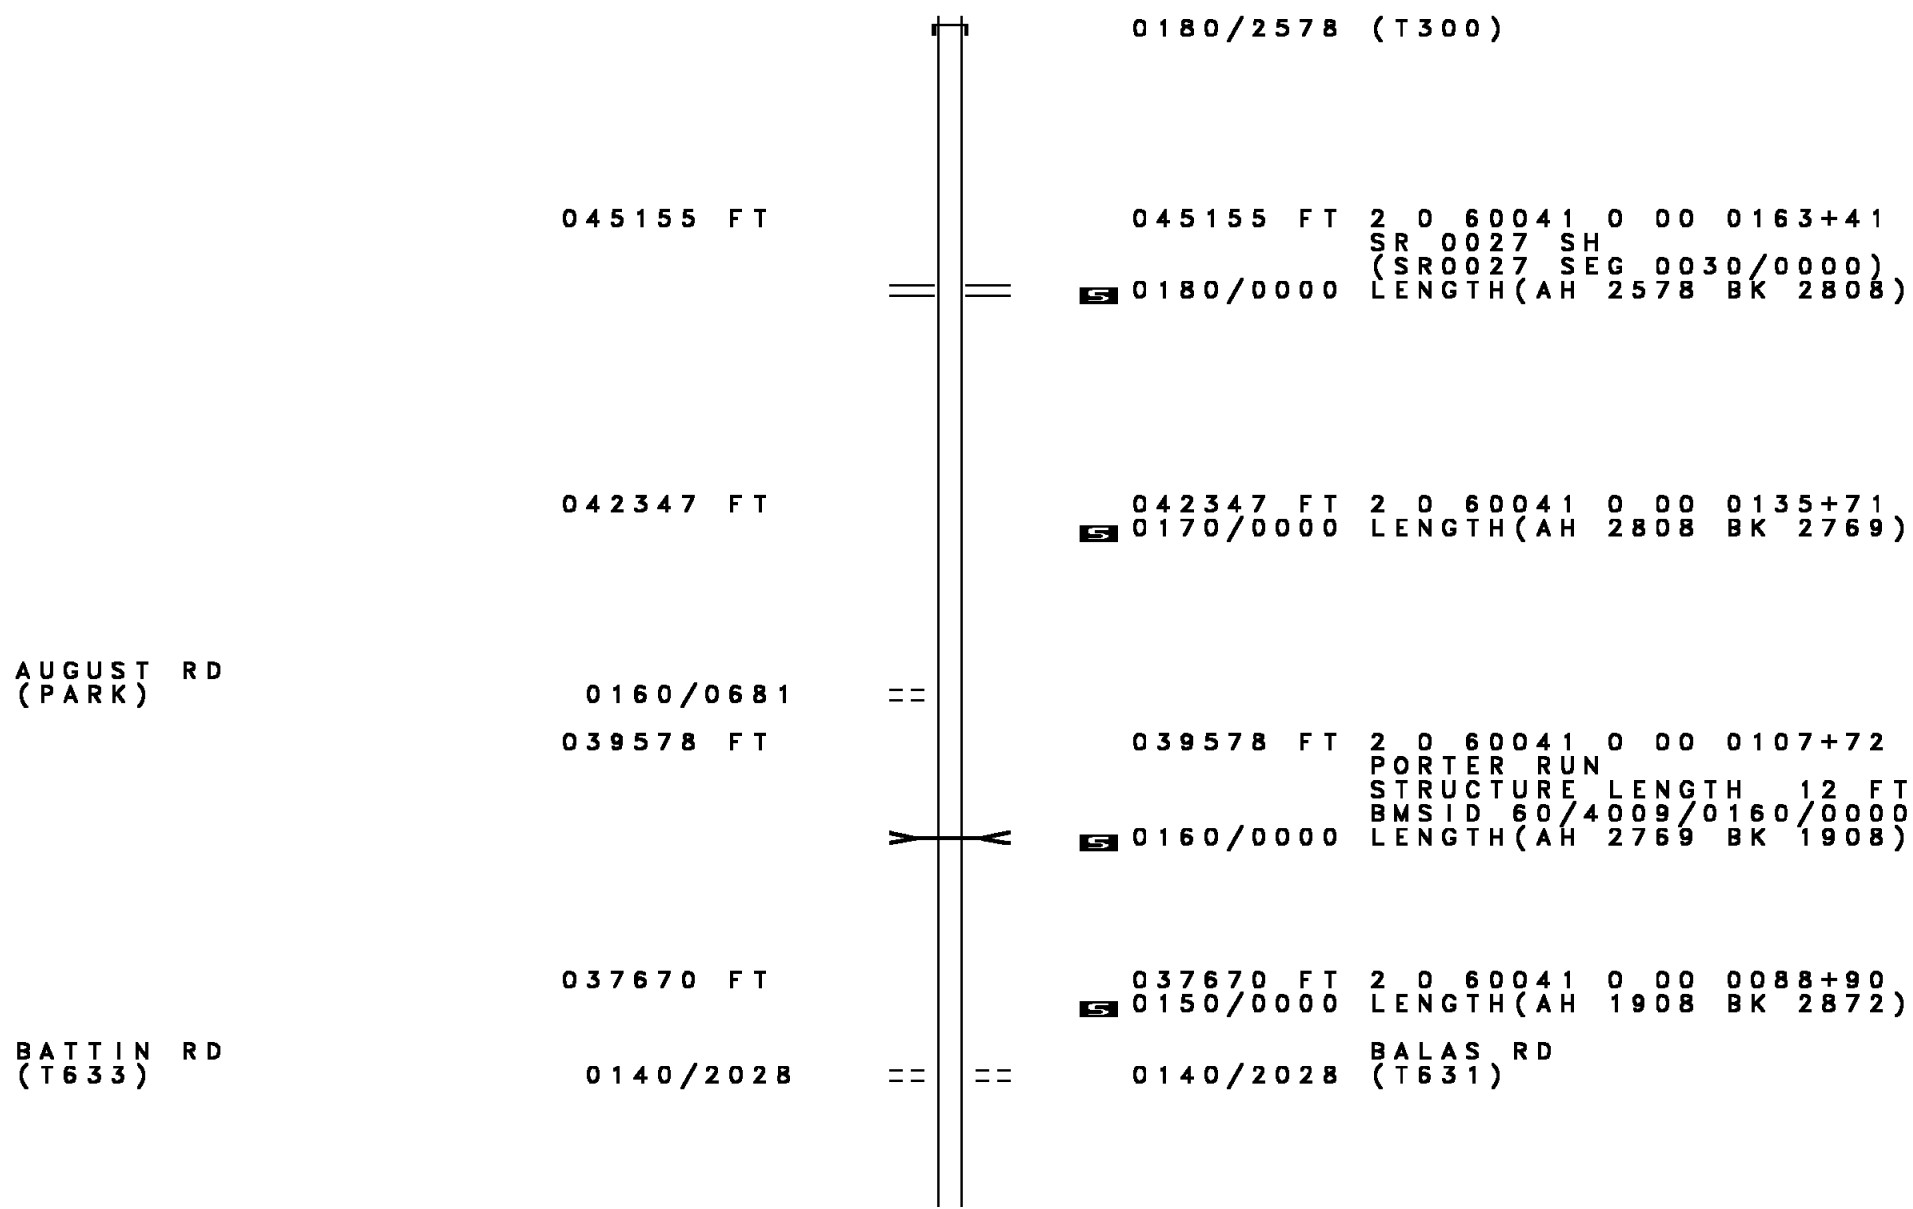 0180/2578 (T300)
045155 FT 045155 FT 2 0 60041 0 00 0163+41
SR 0027 SH
(SR0027 SEG 0030/0000)
S 0180/0000 LENGTH(AH 2578 BK 2808)
042347 FT 042347 FT 2 0 60041 0 00 0135+71
S 0170/0000 LENGTH(AH 2808 BK 2769)
AUGUST RD
(PARK) 0160/0681
039578 FT 039578 FT 2 0 60041 0 00 0107+72
PORTER RUN
STRUCTURE LENGTH 12 FT
BMSID 60/4009/0160/0000
S 0160/0000 LENGTH(AH 2769 BK 1908)
037670 FT 037670 FT 2 0 60041 0 00 0088+90
S 0150/0000 LENGTH(AH 1908 BK 2872)
BATTIN RD BALAS RD
(T633) 0140/2028 0140/2028 (T631)